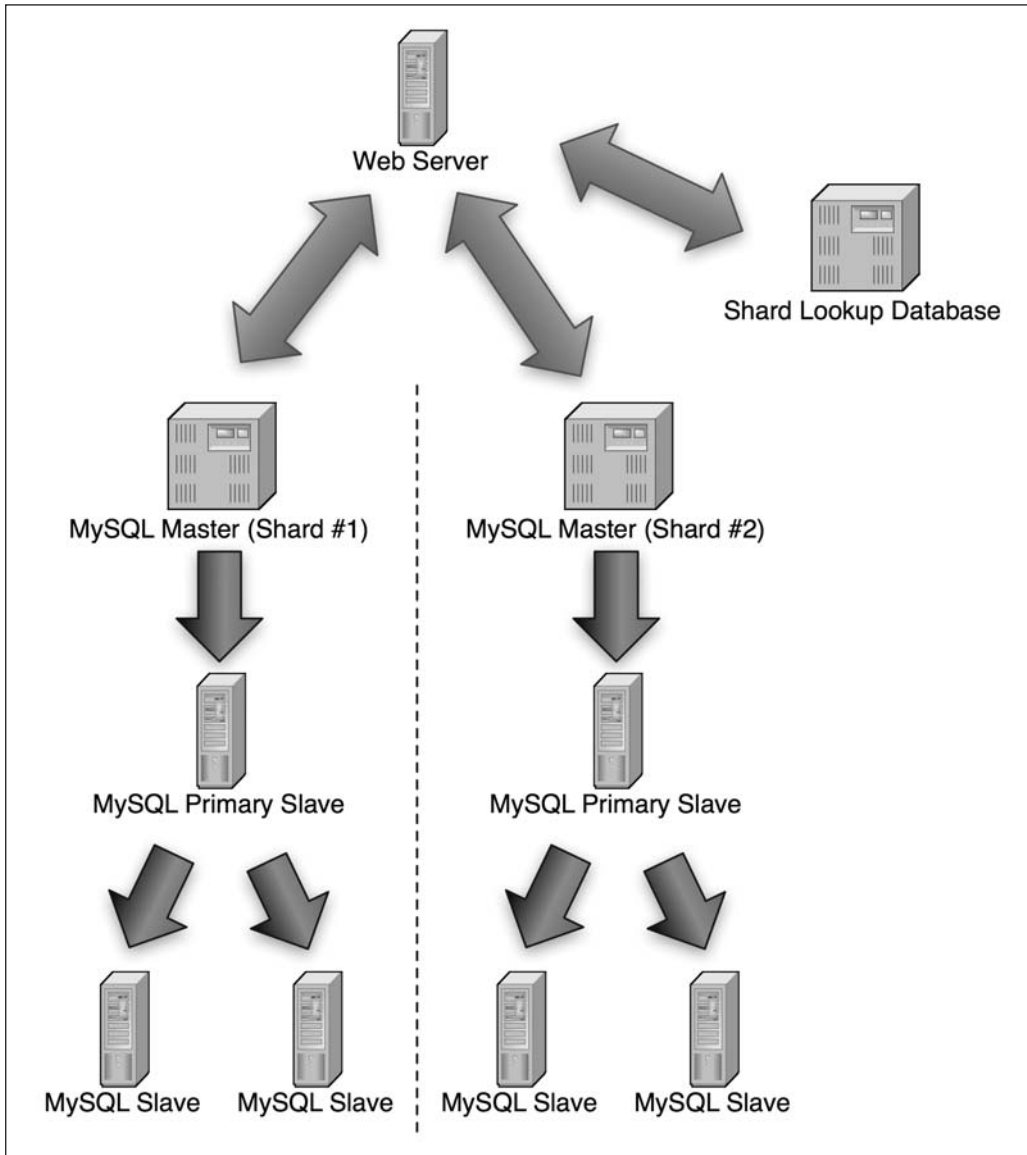 Web Server
Shard Lookup Database
MySQL Master (Shard #1)
MySQL Master (Shard #2)
MySQL Primary Slave
MySQL Primary Slave
MySQL Slave
MySQL Slave
MySQL Slave
MySQL Slave